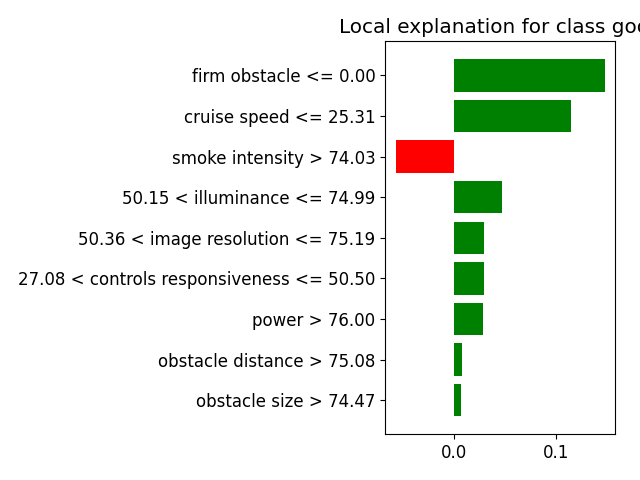 Local explanation for class goo
firm obstacle <= 0.00
cruise speed <= 25.31
smoke intensity > 74.03
50.15 < illuminance <= 74.99
50.36 < image resolution <= 75.19
27.08 < controls responsiveness <= 50.50
power > 76.00
obstacle distance > 75.08
obstacle size > 74.47
0.0 0.1